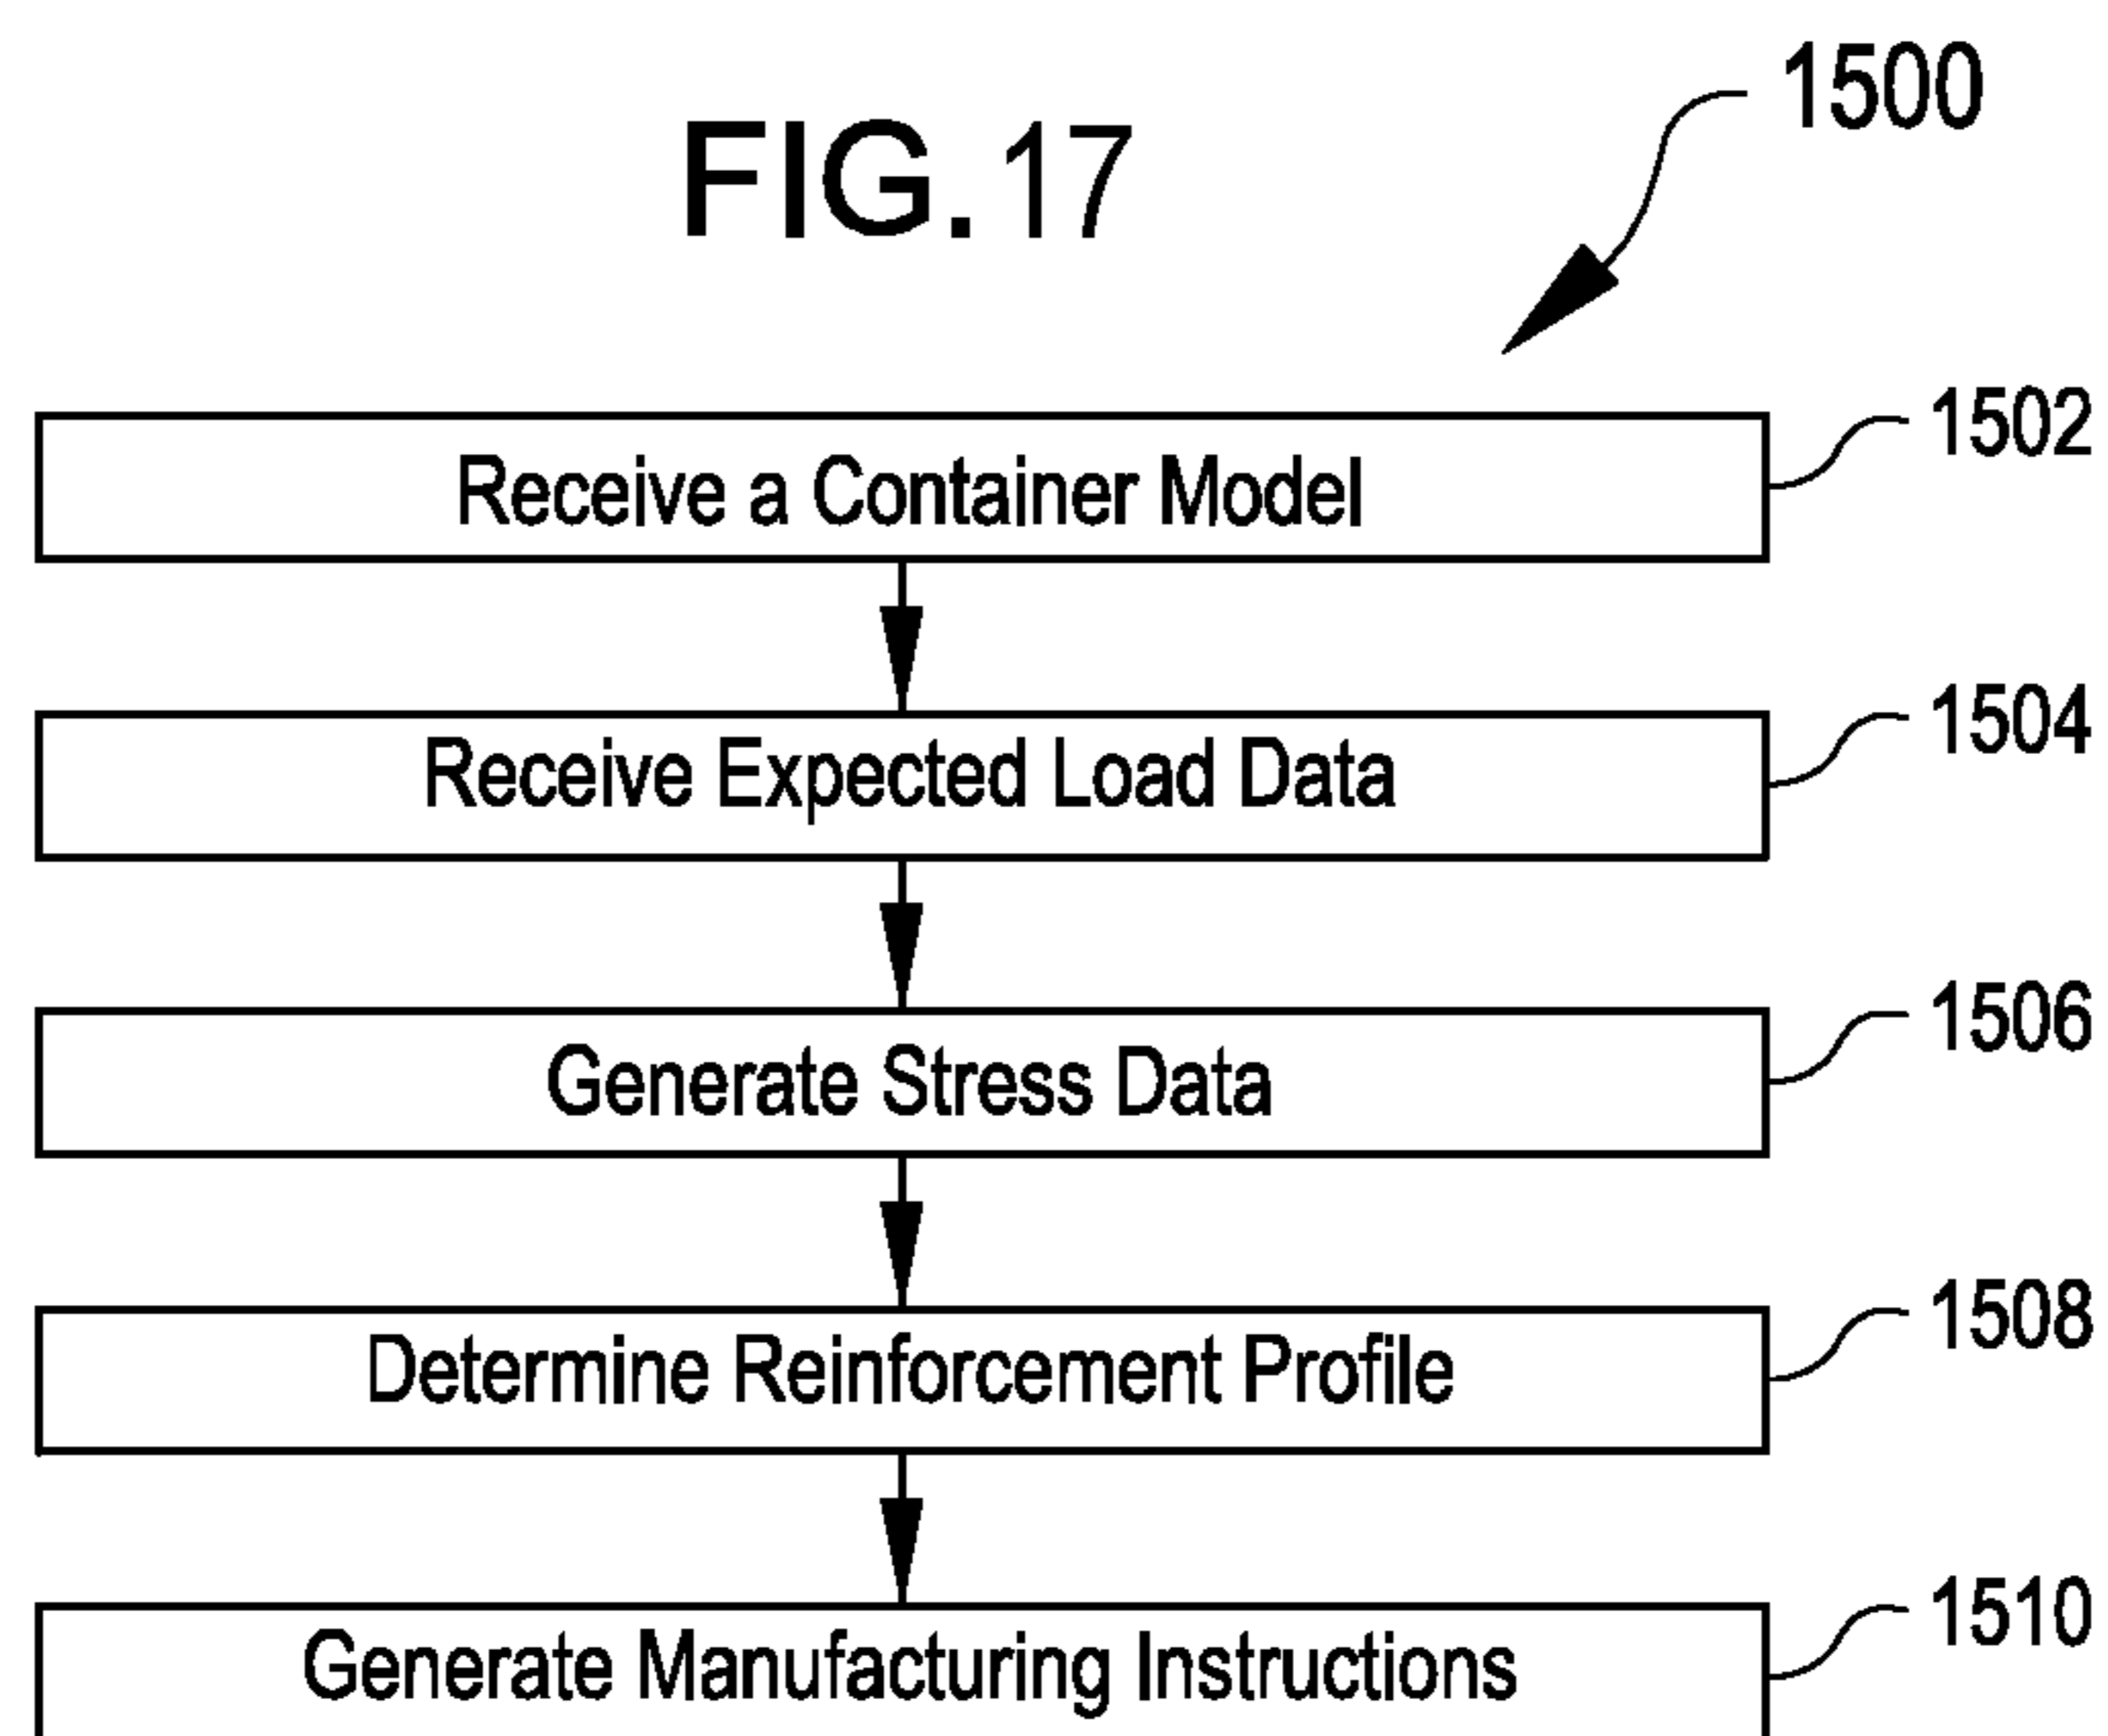 FIG.17
1500
Receive a Container Model
1502
Receive Expected Load Data
1504
Generate Stress Data
1506
Determine Reinforcement Profile
1508
Generate Manufacturing Instructions
1510